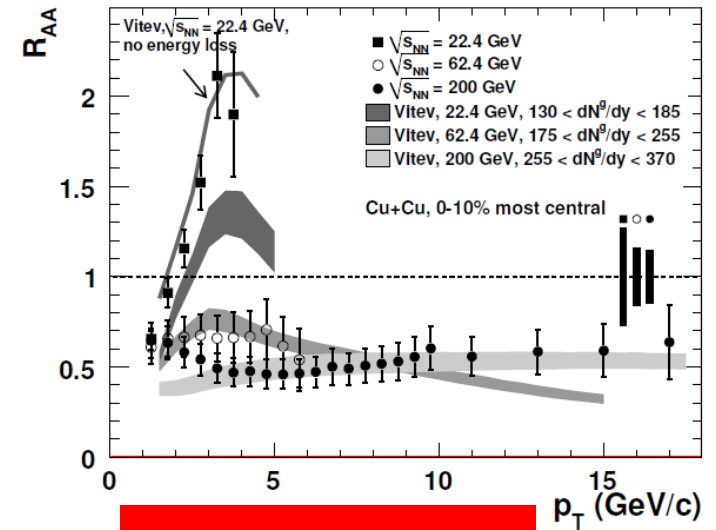 R_AA
Vitev,√s_NN = 22.4 GeV,
no energy loss
√s_NN = 22.4 GeV
√s_NN = 62.4 GeV
√s_NN = 200 GeV
Vitev, 22.4 GeV, 130 < dN^g/dy < 185
Vitev, 62.4 GeV, 175 < dN^g/dy < 255
Vitev, 200 GeV, 255 < dN^g/dy < 370
Cu+Cu, 0-10% most central
2
1.5
1
0.5
0
0 5 10 15
p_T (GeV/c)